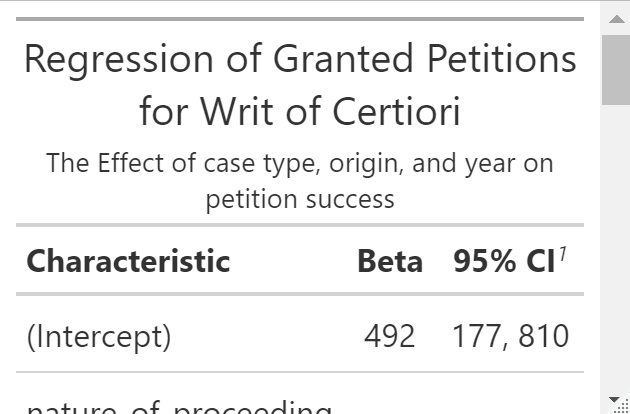 Regression of Granted Petitions
for Writ of Certiori
The Effect of case type, origin, and year on
petition success
Characteristic Beta 95% CI1
(Intercept) 492 177, 810
nature_of_proceeding